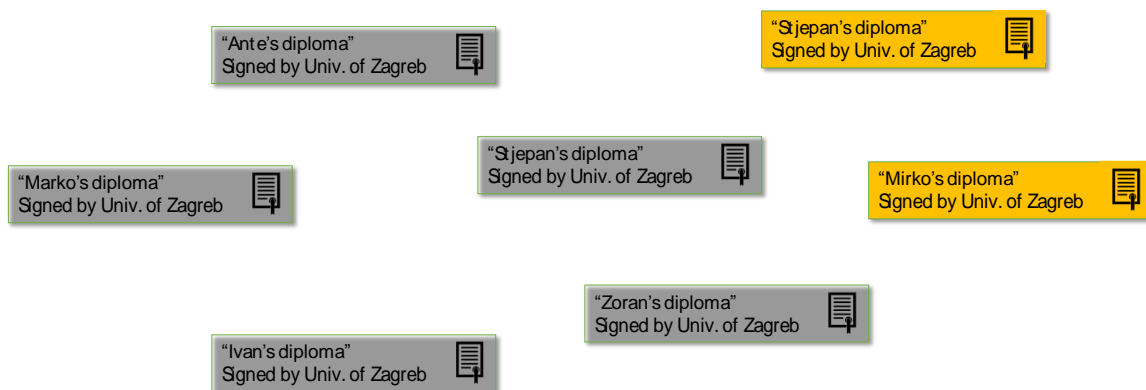 “Ante’s diploma”
Signed by Univ. of Zagreb
“Stjepan’s diploma”
Signed by Univ. of Zagreb
“Stjepan’s diploma”
Signed by Univ. of Zagreb
“Marko’s diploma”
Signed by Univ. of Zagreb
“Mirko’s diploma”
Signed by Univ. of Zagreb
“Zoran’s diploma”
Signed by Univ. of Zagreb
“Ivan’s diploma”
Signed by Univ. of Zagreb